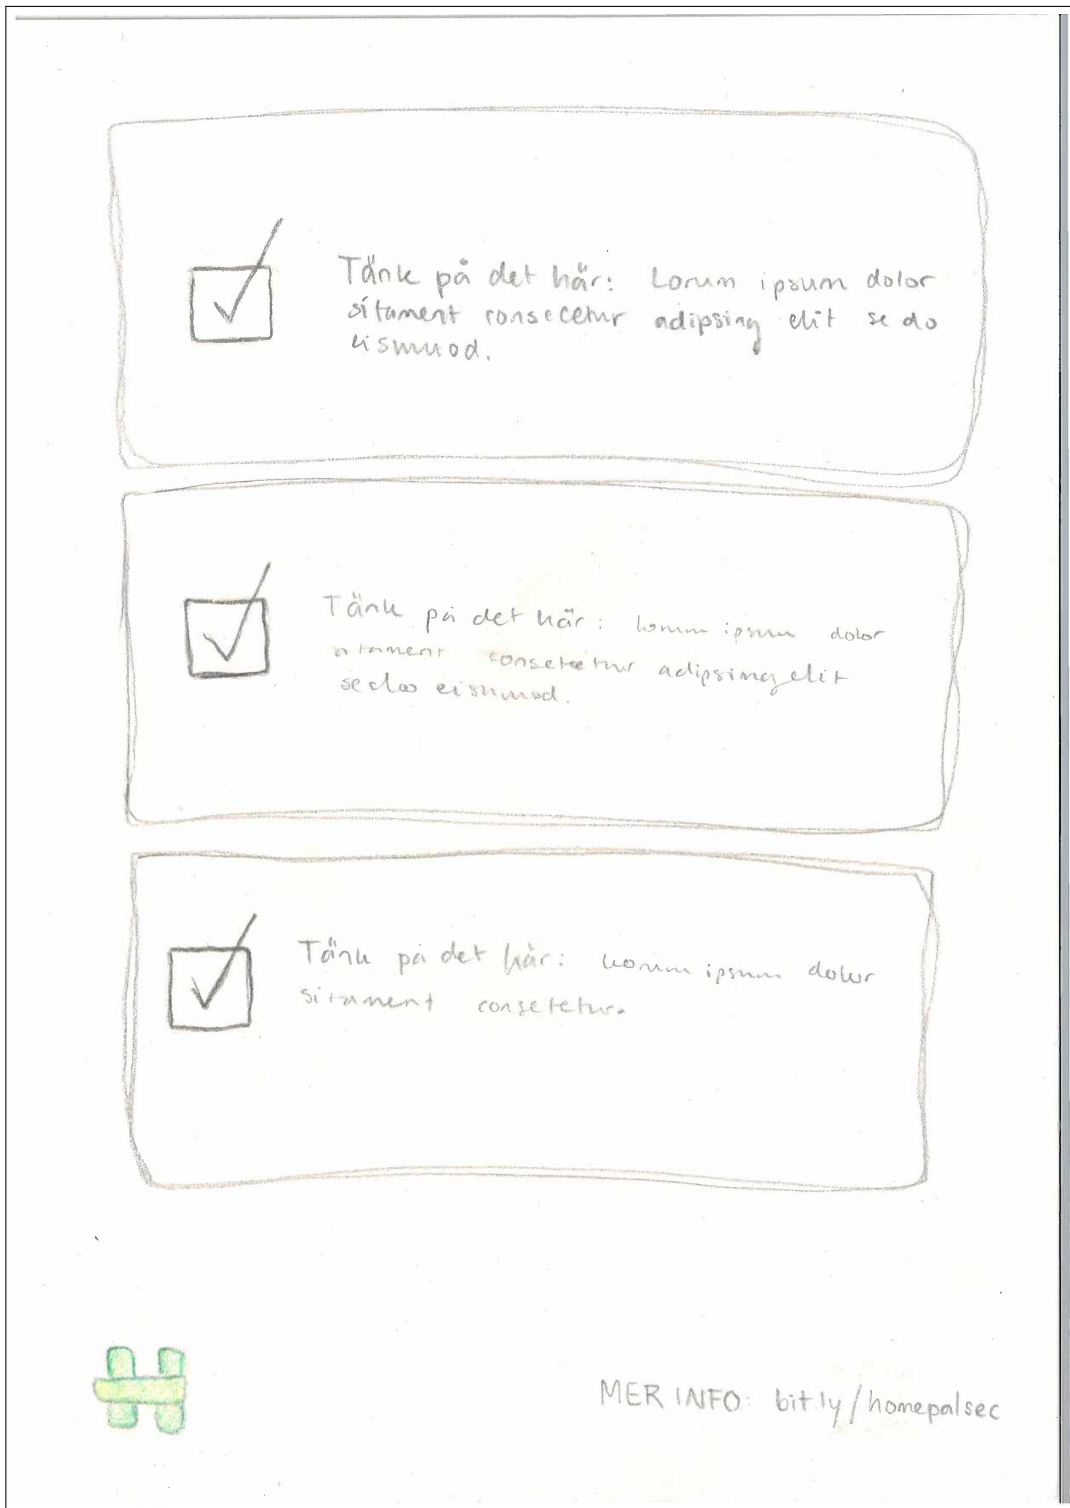 Tänk på det här: Lorum ipsum dolor
sitament consecetur adipsing elit se do
eismuod.
Tänk på det här: Lorum ipsum dolor
sitament consetetur adipsing elit
se do eismuod.
Tänk på det här: Lorum ipsum dolor
sitament consetetur.
MER INFO: bit.ly/homepalsec